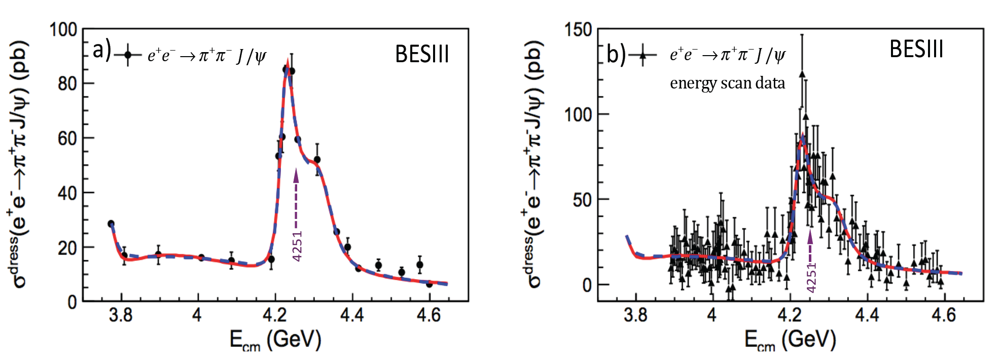 a) e⁺e⁻ → π⁺π⁻ J/ψ
BESIII
σ^dress(e⁺e⁻→π⁺π⁻J/ψ) (pb)
100
80
60
40
20
0
4251
3.8 4 4.2 4.4 4.6
E_cm (GeV)
b) e⁺e⁻ → π⁺π⁻ J/ψ
energy scan data
BESIII
σ^dress(e⁺e⁻→π⁺π⁻J/ψ) (pb)
150
100
50
0
4251
3.8 4 4.2 4.4 4.6
E_cm (GeV)